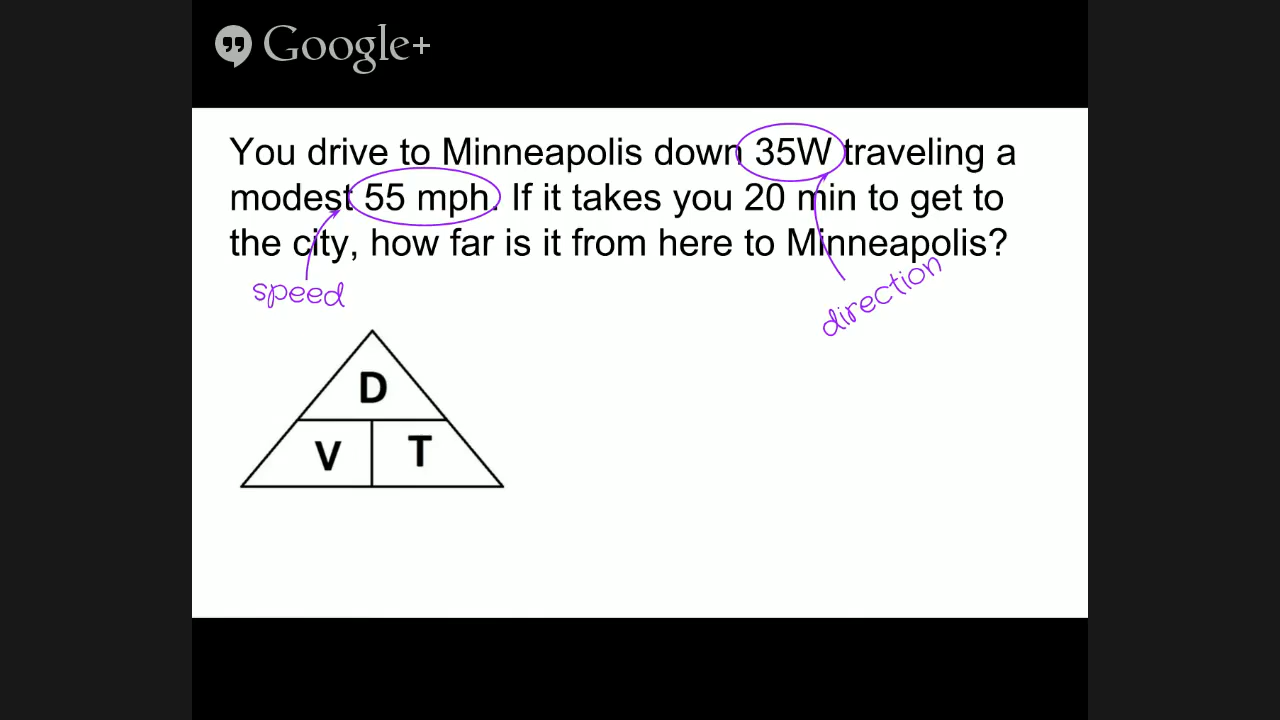 Google+
You drive to Minneapolis down 35W traveling a
modest 55 mph. If it takes you 20 min to get to
the city, how far is it from here to Minneapolis?
speed
direction
D
V T